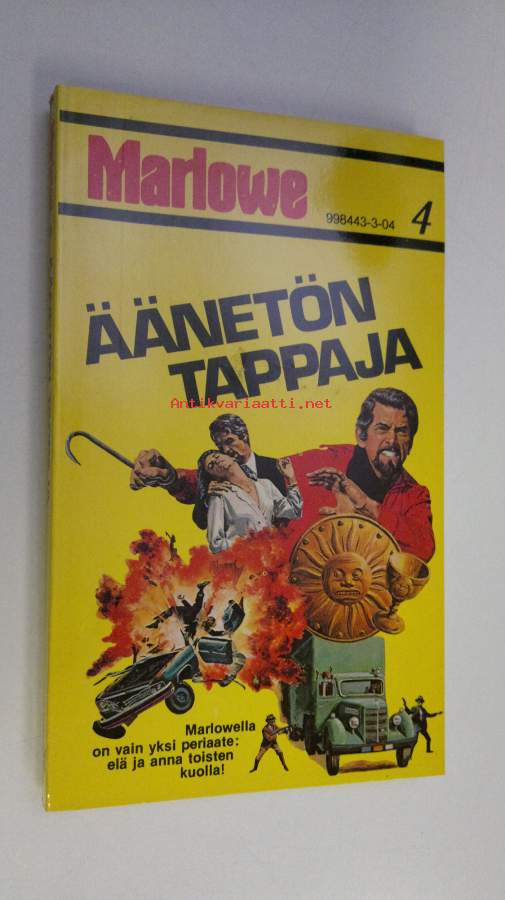 Marlowe
998443-3-04 4
ÄÄNETÖN
TAPPAJA
Antikvariaatti.net
Marlowella
on vain yksi periaate:
elä ja anna toisten
kuolla!